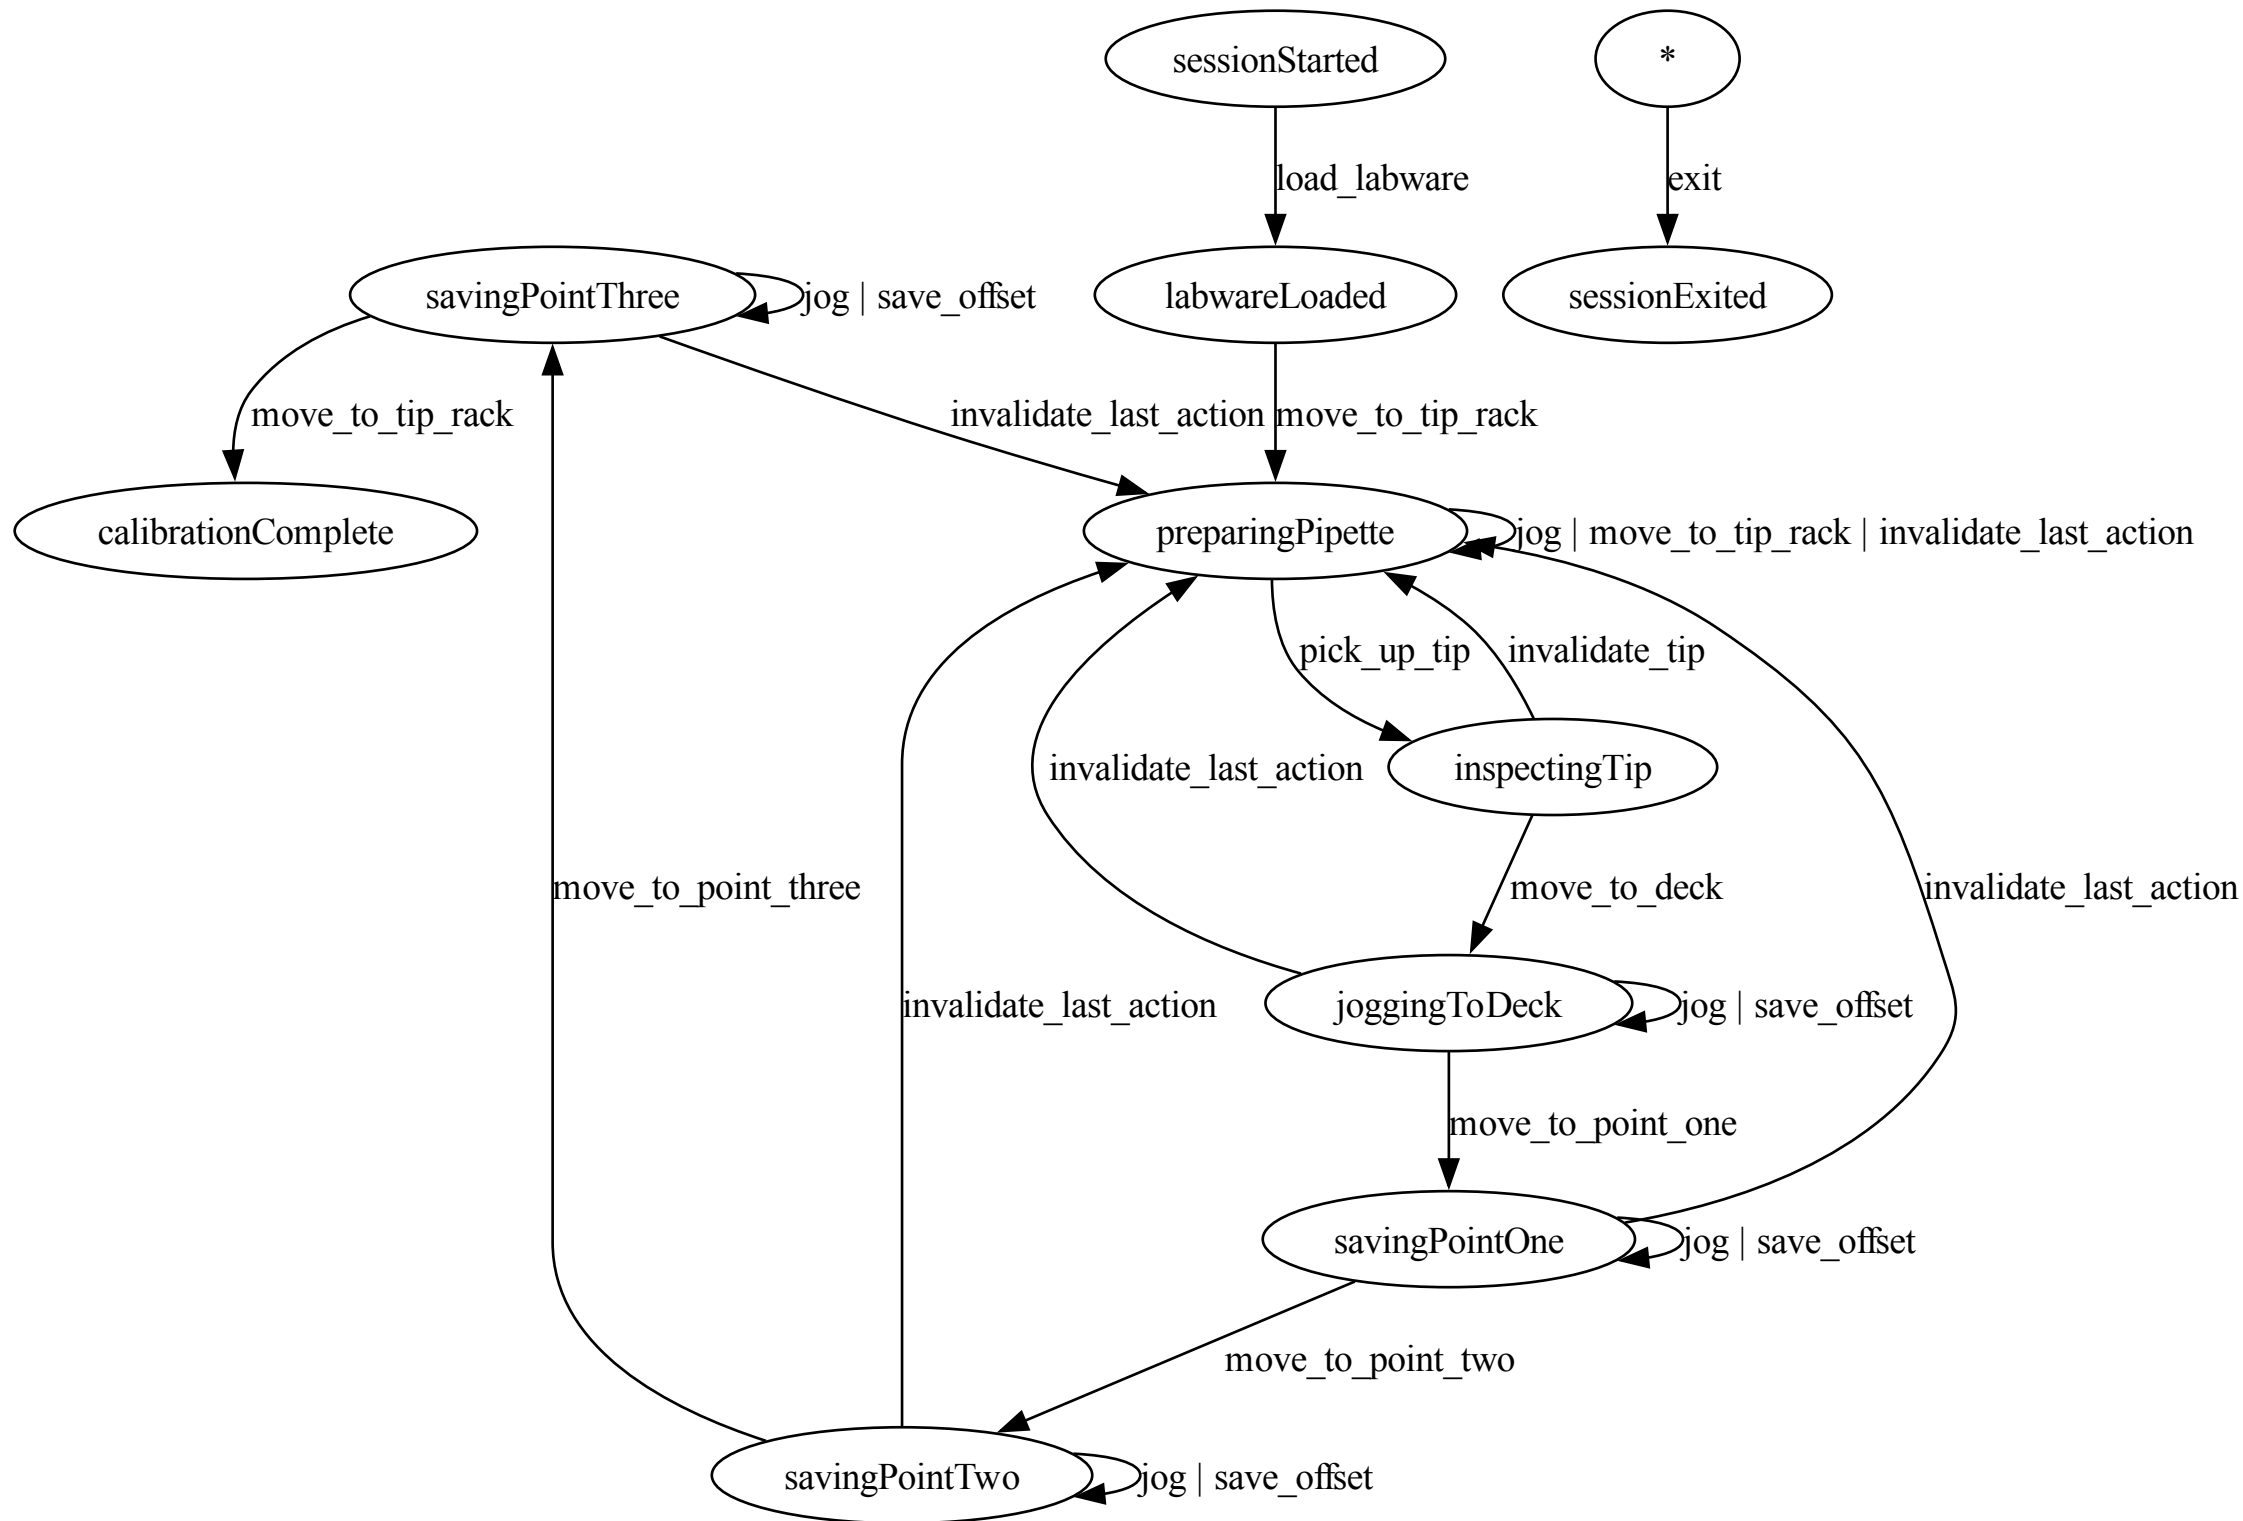 sessionStarted
*
load_labware
exit
savingPointThree
jog | save_offset
labwareLoaded
sessionExited
move_to_tip_rack
invalidate_last_action
move_to_tip_rack
calibrationComplete
preparingPipette
jog | move_to_tip_rack | invalidate_last_action
pick_up_tip
invalidate_tip
invalidate_last_action
inspectingTip
move_to_point_three
move_to_deck
invalidate_last_action
invalidate_last_action
joggingToDeck
jog | save_offset
move_to_point_one
savingPointOne
jog | save_offset
move_to_point_two
savingPointTwo
jog | save_offset